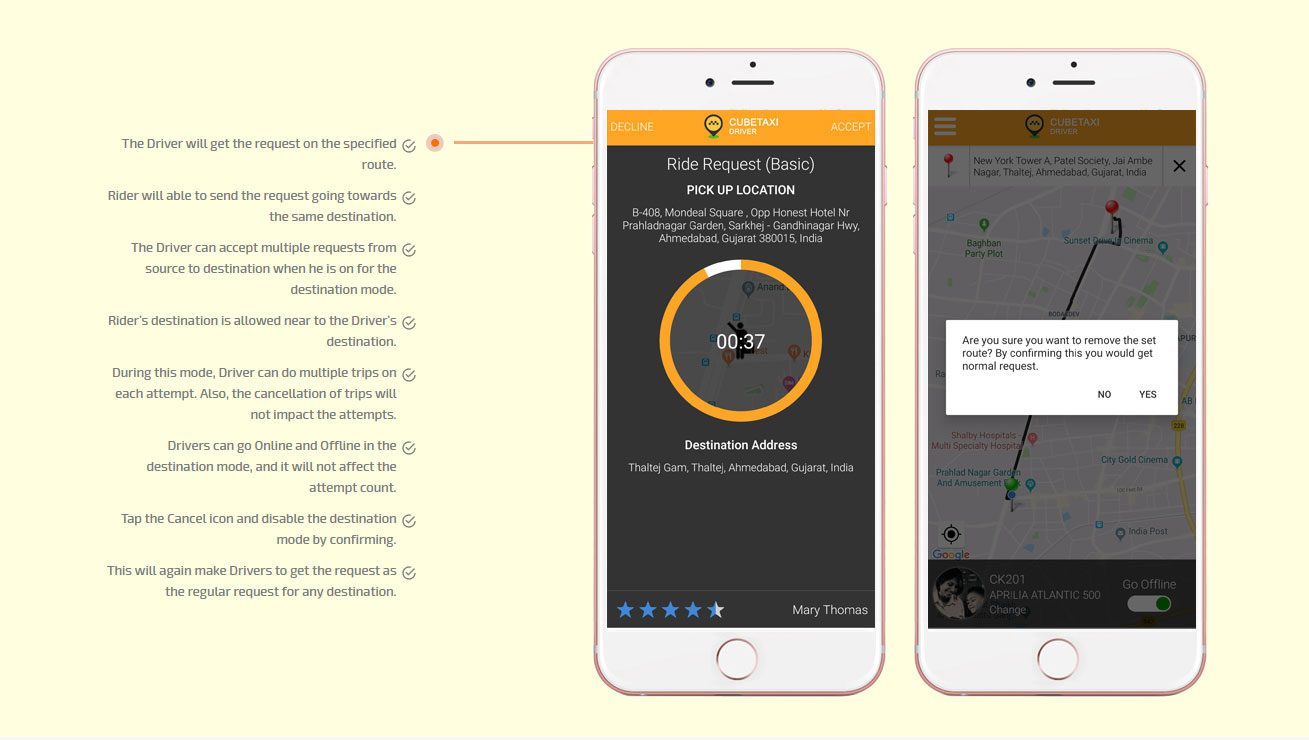 The Driver will get the request on the specified
route.
Rider will able to send the request going towards
the same destination.
The Driver can accept multiple requests from
source to destination when he is on for the
destination mode.
Rider's destination is allowed near to the Driver's
destination.
During this mode, Driver can do multiple trips on
each attempt. Also, the cancellation of trips will
not impact the attempts.
Drivers can go Online and Offline in the
destination mode, and it will not affect the
attempt count.
Tap the Cancel icon and disable the destination
mode by confirming.
This will again make Drivers to get the request as
the regular request for any destination.
DECLINE
CUBETAXI
DRIVER
ACCEPT
Ride Request (Basic)
PICK UP LOCATION
B-408, Mondeal Square , Opp Honest Hotel Nr
Prahladnagar Garden, Sarkhej - Gandhinagar Hwy,
Ahmedabad, Gujarat 380015, India
Anand
00:37
Destination Address
Thaltej Gam, Thaltej, Ahmedabad, Gujarat, India
Mary Thomas
CUBETAXI
DRIVER
New York Tower A, Patel Society, Jai Ambe
Nagar, Thaltej, Ahmedabad, Gujarat, India
Baghban
Party Plot
Sunset Drive In Cinema
BODAKDEV
Are you sure you want to remove the set
route? By confirming this you would get
normal request.
NO
YES
228
Shalby Hospitals -
Multi Specialty Hospital
City Gold Cinema
Prahlad Nagar Garden
And Amusement
100 Feet Rd
India Post
Google
CK201
APRILIA ATLANTIC 500
Change
Go Offline